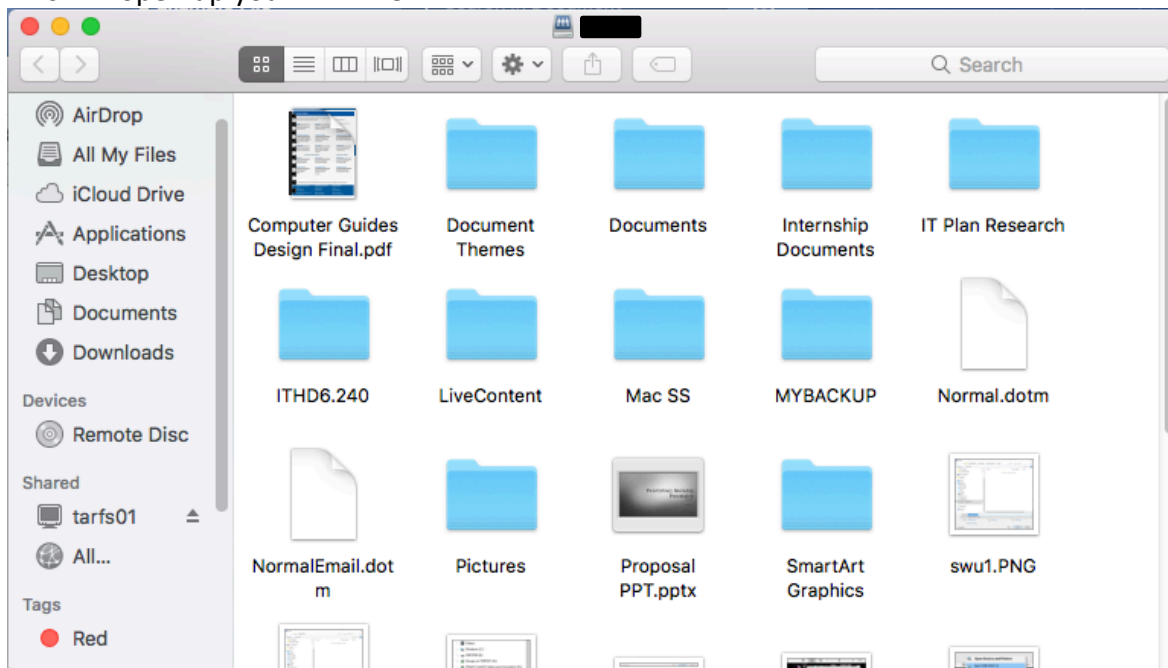 Search
AirDrop
All My Files
iCloud Drive
Applications
Desktop
Documents
Downloads
Devices
Remote Disc
Shared
tarfs01
All...
Tags
Red
Computer Guides
Design Final.pdf
Document
Themes
Documents
Internship
Documents
IT Plan Research
ITHD6.240
LiveContent
Mac SS
MYBACKUP
Normal.dotm
NormalEmail.dot
m
Pictures
Proposal
PPT.pptx
SmartArt
Graphics
swu1.PNG